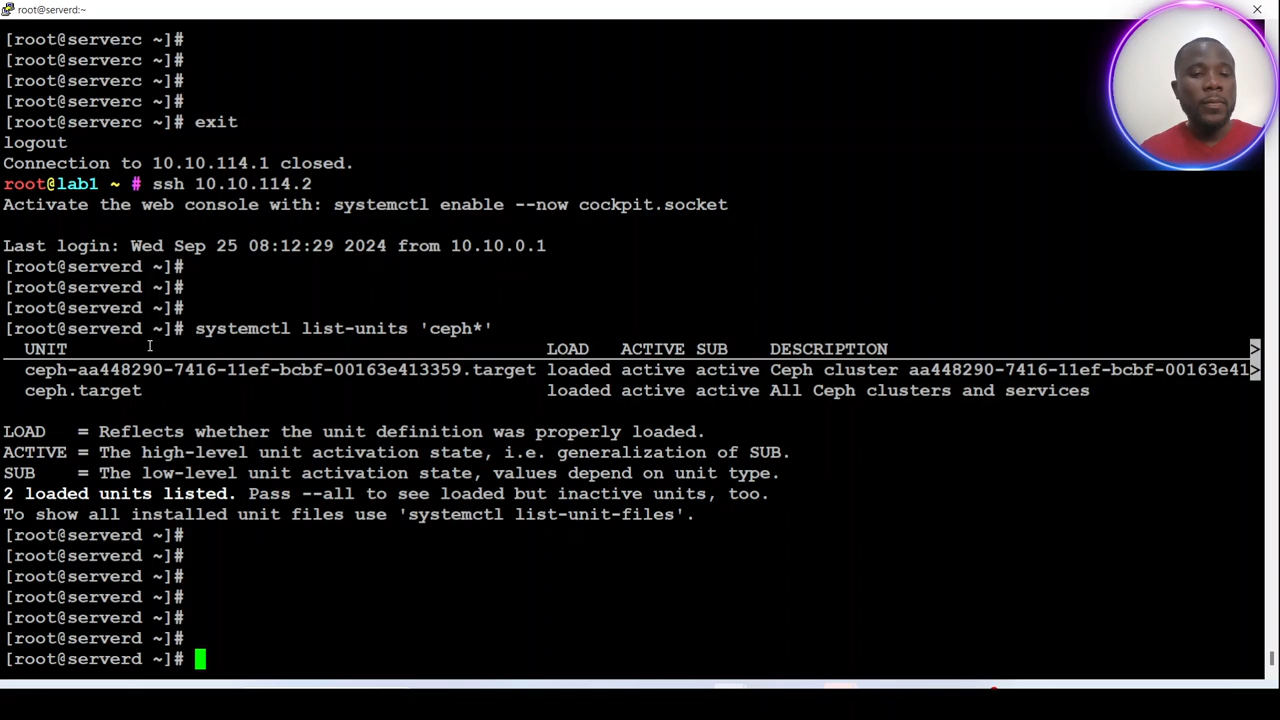 root@serverd:~
[root@serverc ~]#
[root@serverc ~]#
[root@serverc ~]#
[root@serverc ~]#
[root@serverc ~]# exit
logout
Connection to 10.10.114.1 closed.
root@lab1 ~ # ssh 10.10.114.2
Activate the web console with: systemctl enable --now cockpit.socket
Last login: Wed Sep 25 08:12:29 2024 from 10.10.0.1
[root@serverd ~]#
[root@serverd ~]#
[root@serverd ~]#
[root@serverd ~]# systemctl list-units 'ceph*'
UNIT LOAD ACTIVE SUB DESCRIPTION >
ceph-aa448290-7416-11ef-bcbf-00163e413359.target loaded active active Ceph cluster aa448290-7416-11ef-bcbf-00163e41>
ceph.target loaded active active All Ceph clusters and services
LOAD = Reflects whether the unit definition was properly loaded.
ACTIVE = The high-level unit activation state, i.e. generalization of SUB.
SUB = The low-level unit activation state, values depend on unit type.
2 loaded units listed. Pass --all to see loaded but inactive units, too.
To show all installed unit files use 'systemctl list-unit-files'.
[root@serverd ~]#
[root@serverd ~]#
[root@serverd ~]#
[root@serverd ~]#
[root@serverd ~]#
[root@serverd ~]#
[root@serverd ~]#